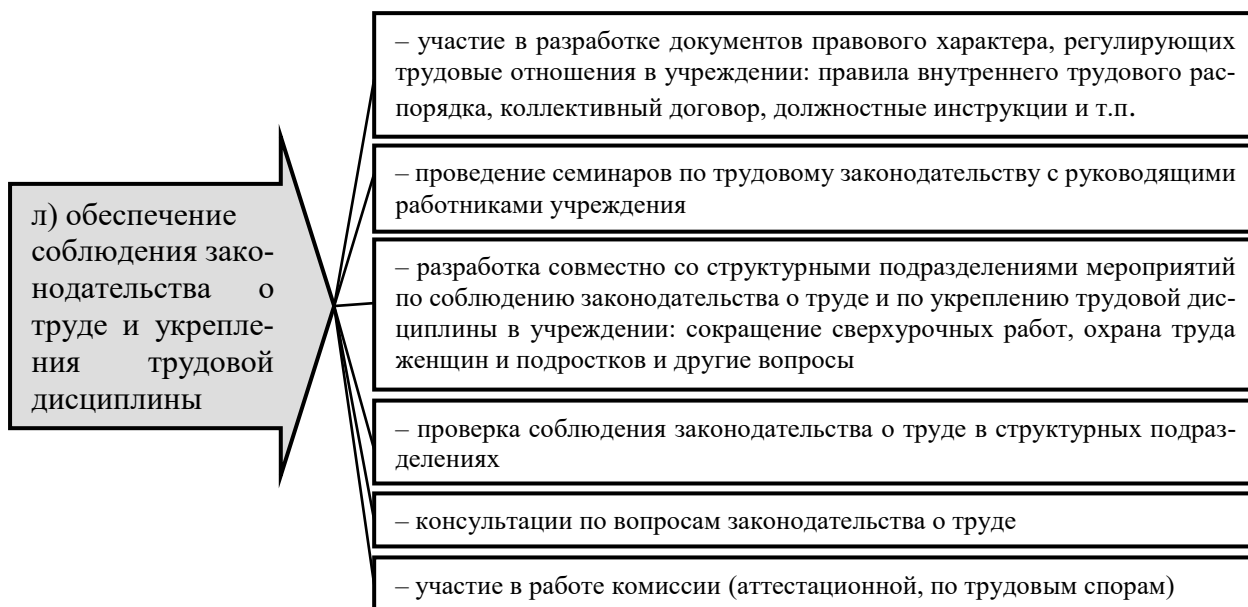 л) обеспечение
соблюдения зако-
нодательства о
труде и укрепле-
ния трудовой
дисциплины
– участие в разработке документов правового характера, регулирующих
трудовые отношения в учреждении: правила внутреннего трудового рас-
порядка, коллективный договор, должностные инструкции и т.п.
– проведение семинаров по трудовому законодательству с руководящими
работниками учреждения
– разработка совместно со структурными подразделениями мероприятий
по соблюдению законодательства о труде и по укреплению трудовой дис-
циплины в учреждении: сокращение сверхурочных работ, охрана труда
женщин и подростков и другие вопросы
– проверка соблюдения законодательства о труде в структурных подраз-
делениях
– консультации по вопросам законодательства о труде
– участие в работе комиссии (аттестационной, по трудовым спорам)